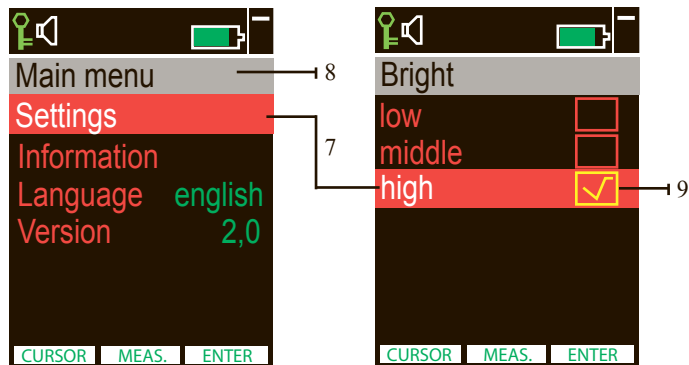 Main menu
8
Settings
7
Information
Language english
Version 2,0
CURSOR MEAS. ENTER
Bright
low
middle
high
9
CURSOR MEAS. ENTER